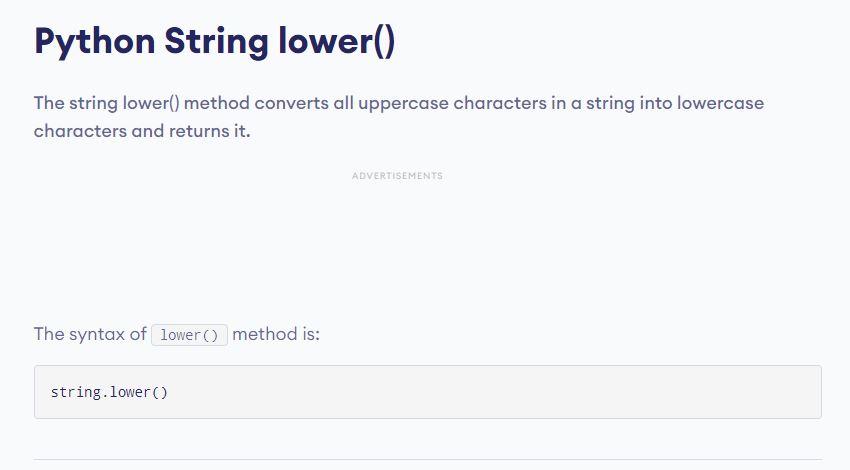 Python String lower()
The string lower() method converts all uppercase characters in a string into lowercase
characters and returns it.
ADVERTISEMENTS
The syntax of lower() method is:
string.lower()